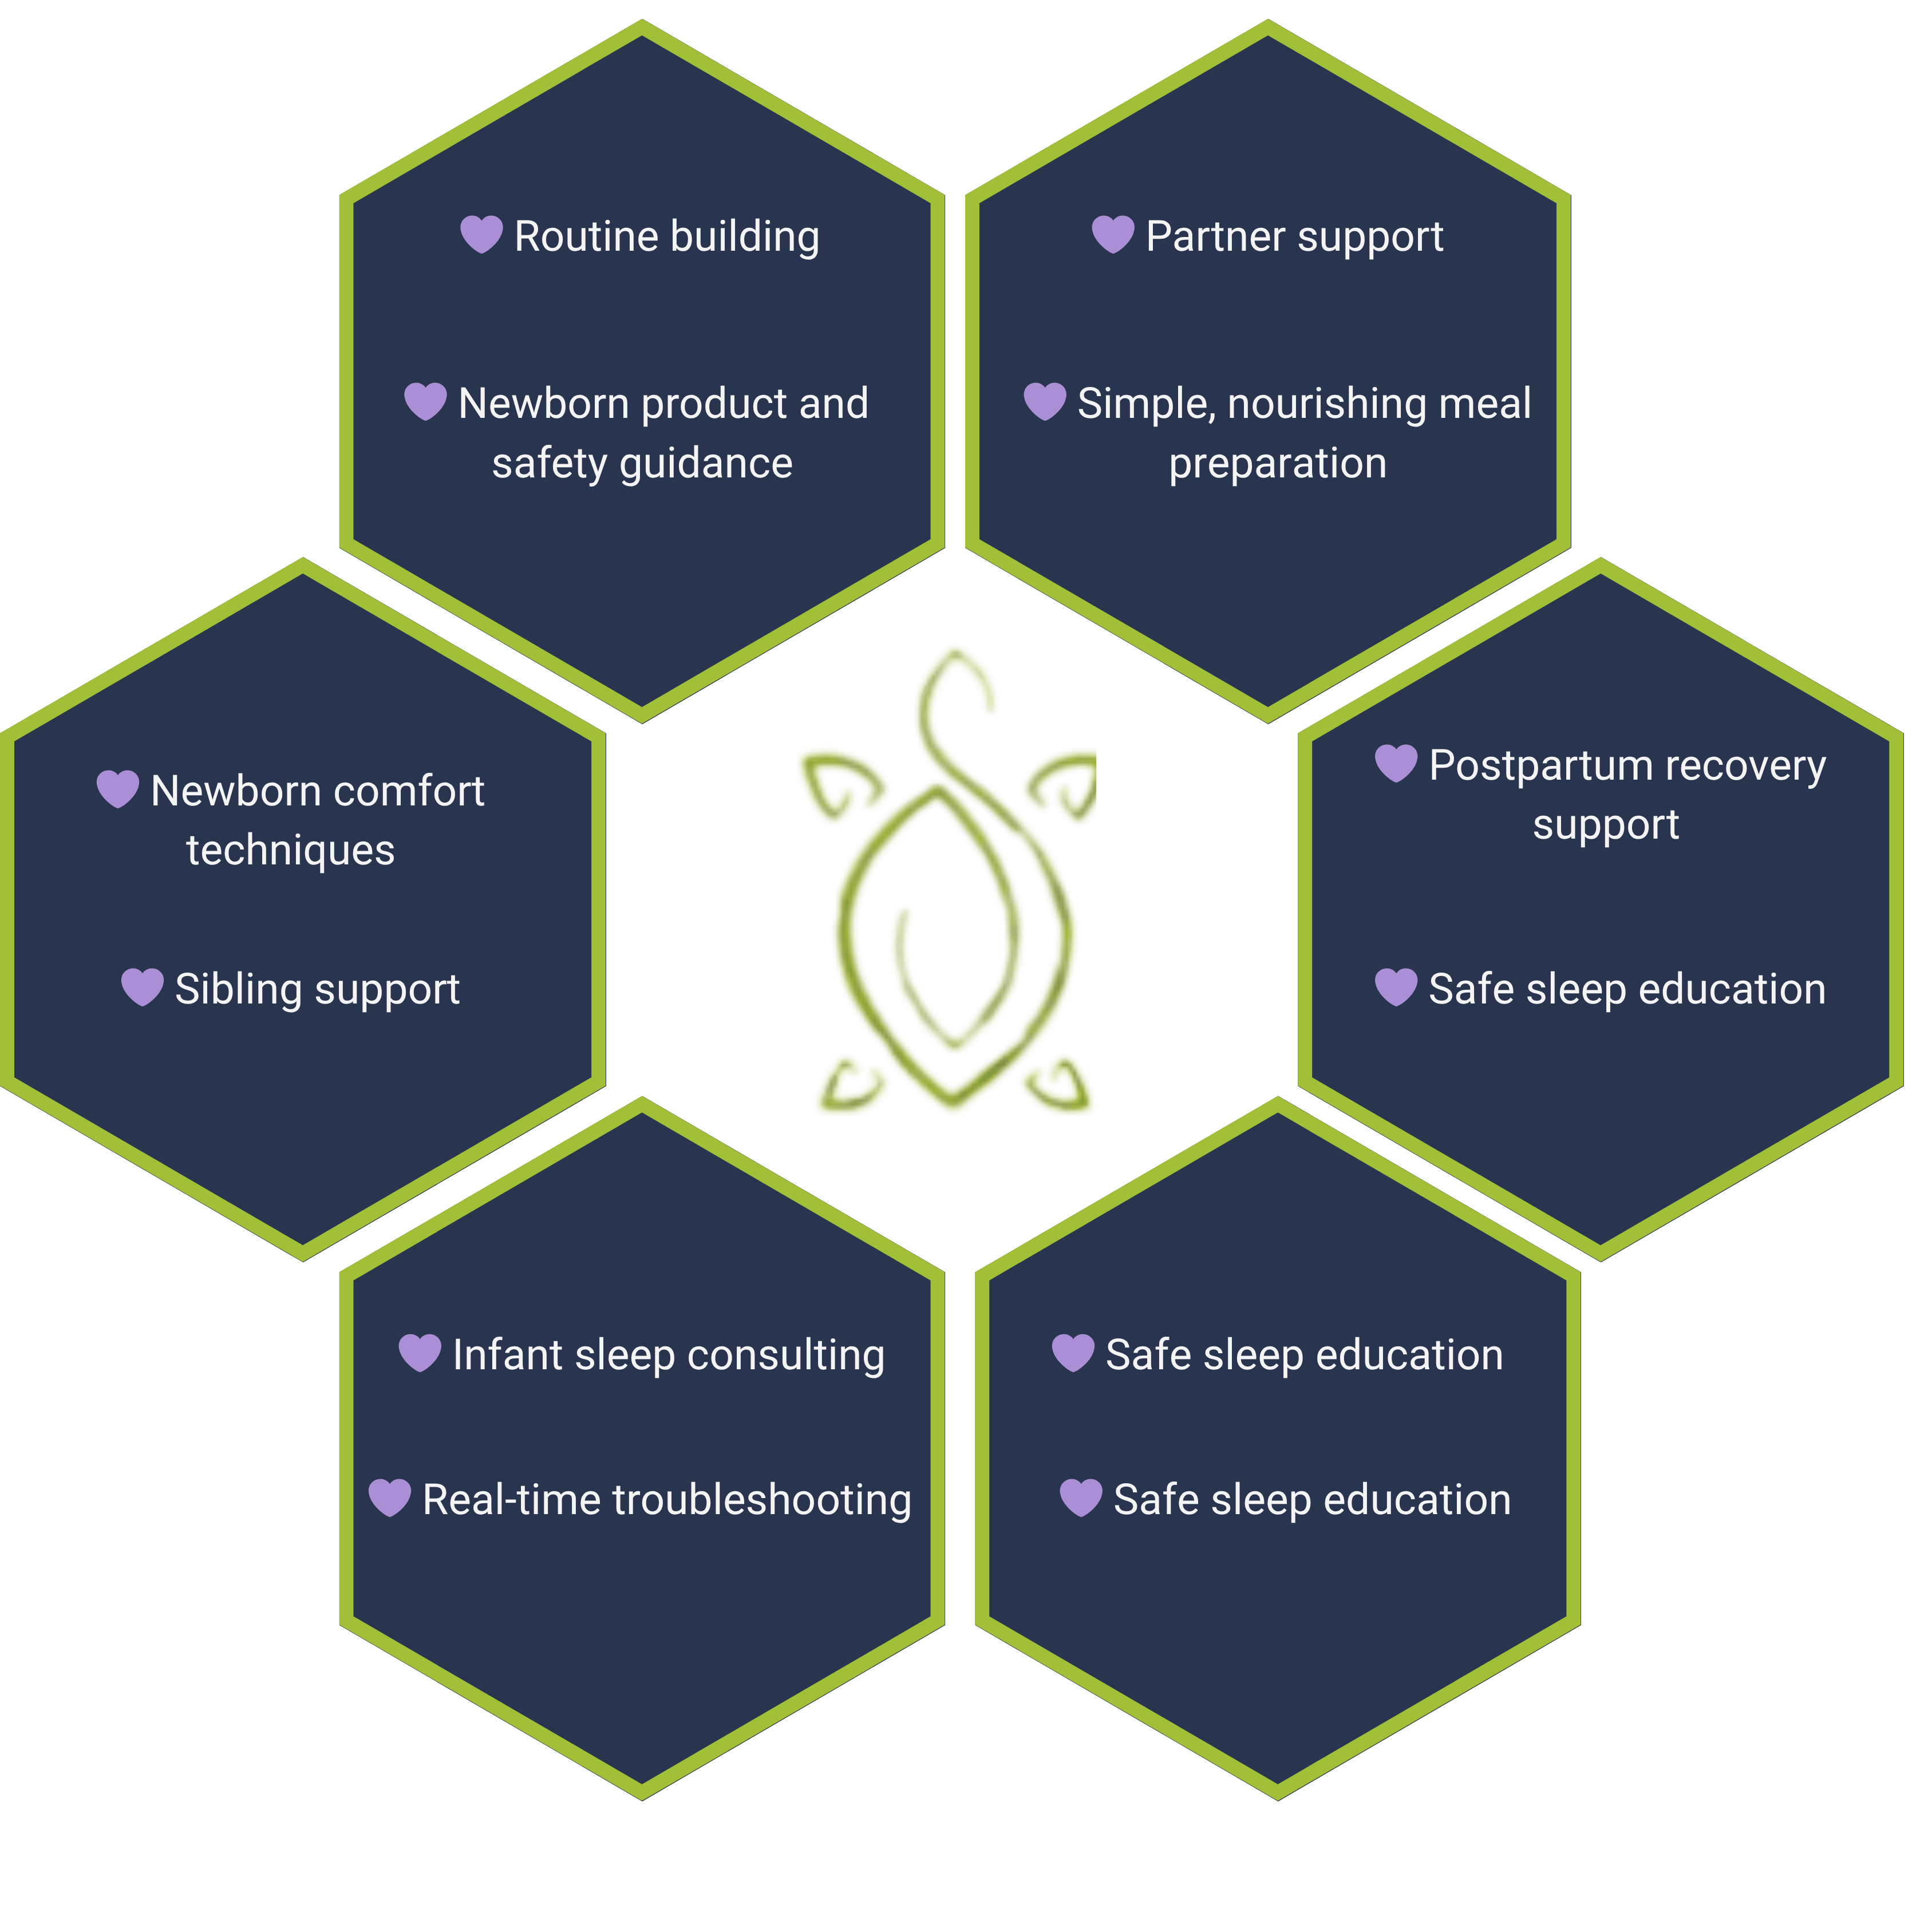 Routine building
Newborn product and
safety guidance
Partner support
Simple, nourishing meal
preparation
Newborn comfort
techniques
Sibling support
Postpartum recovery
support
Safe sleep education
Infant sleep consulting
Real-time troubleshooting
Safe sleep education
Safe sleep education